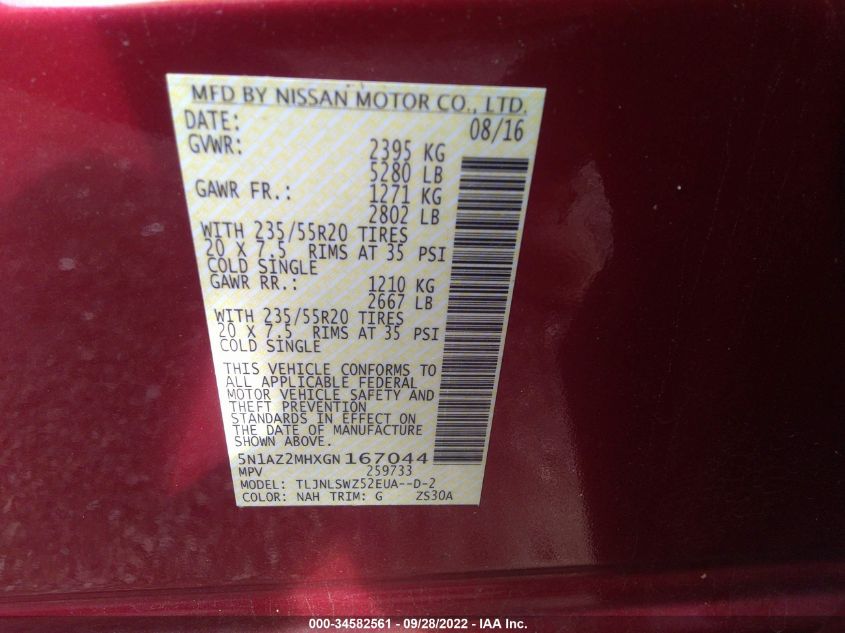 MFD BY NISSAN MOTOR CO., LTD.
DATE: 08/16
GVWR: 2395 KG
5280 LB
GAWR FR.: 1271 KG
2802 LB
WITH 235/55R20 TIRES
20 X 7.5 RIMS AT 35 PSI
COLD SINGLE
GAWR RR.: 1210 KG
2667 LB
WITH 235/55R20 TIRES
20 X 7.5 RIMS AT 35 PSI
COLD SINGLE
THIS VEHICLE CONFORMS TO
ALL APPLICABLE FEDERAL
MOTOR VEHICLE SAFETY AND
THEFT PREVENTION
STANDARDS IN EFFECT ON
THE DATE OF MANUFACTURE
SHOWN ABOVE.
5N1AZ2MHXGN 167044
MPV 259733
MODEL: TLJNLSWZ52EUA--D-2
COLOR: NAH TRIM: G ZS30A
000-34582561 - 09/28/2022 - IAA Inc.